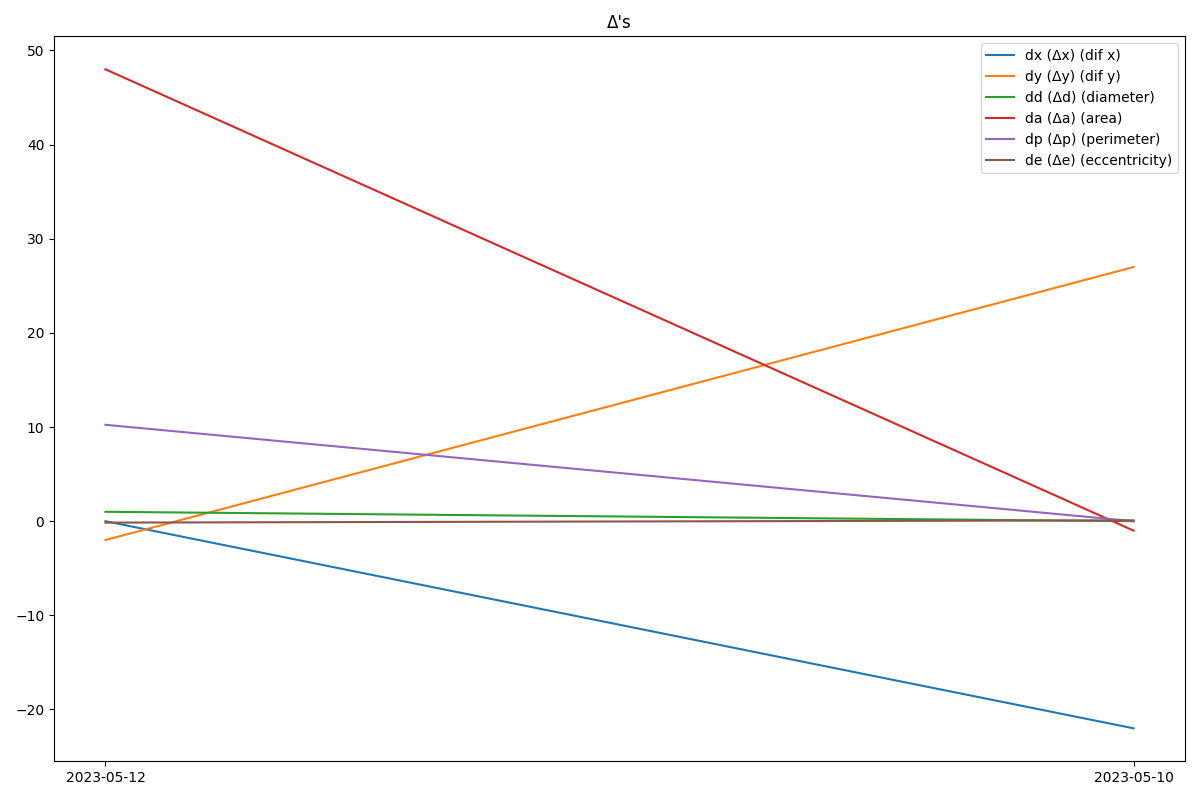 Δ's
50
40
30
20
10
0
−10
−20
dx (Δx) (dif x)
dy (Δy) (dif y)
dd (Δd) (diameter)
da (Δa) (area)
dp (Δp) (perimeter)
de (Δe) (eccentricity)
2023-05-12
2023-05-10